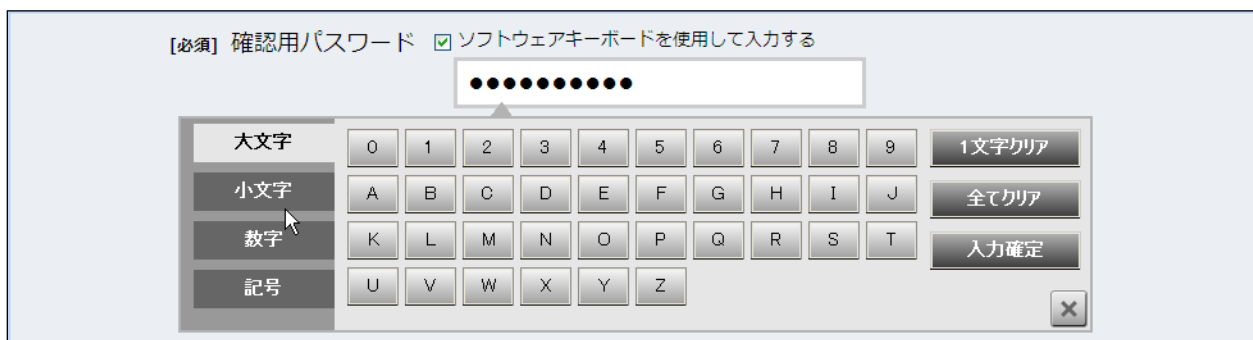 [必須] 確認用パスワード ソフトウェアキーボードを使用して入力する
●●●●●●●●●●
大文字 0 1 2 3 4 5 6 7 8 9 1文字クリア
小文字 A B C D E F G H I J 全てクリア
数字 K L M N O P Q R S T 入力確定
記号 U V W X Y Z
×